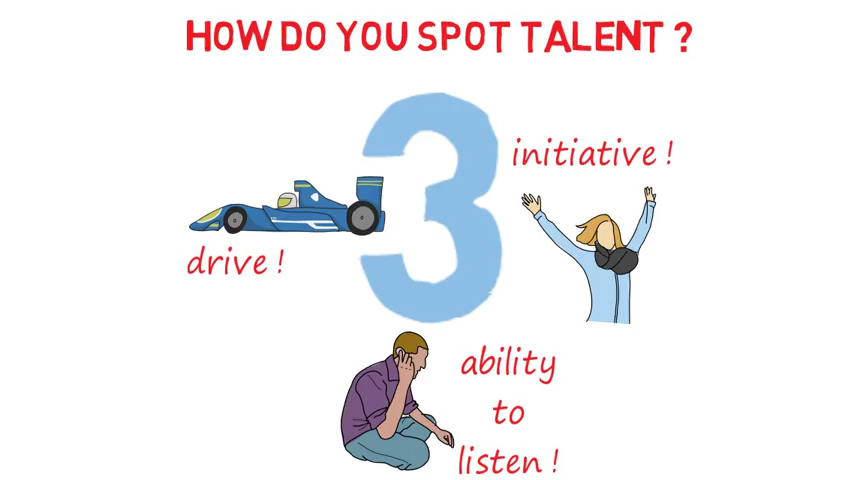 HOW DO YOU SPOT TALENT ?
3
initiative !
drive !
ability
to
listen !